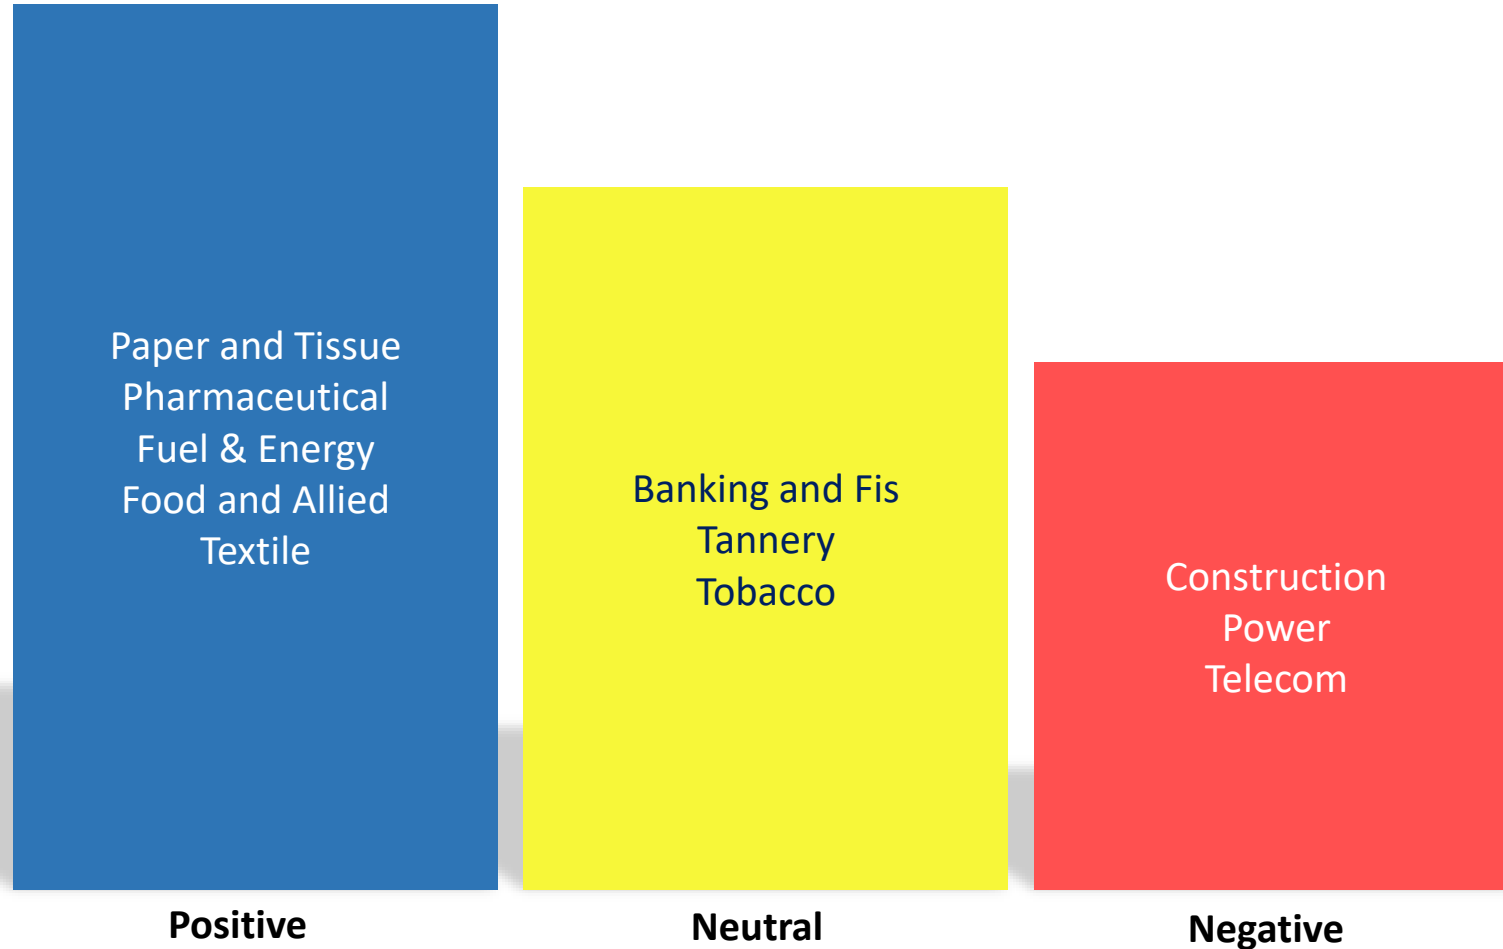 Paper and Tissue
Pharmaceutical
Fuel & Energy
Food and Allied
Textile
Banking and Fis
Tannery
Tobacco
Construction
Power
Telecom
Positive
Neutral
Negative